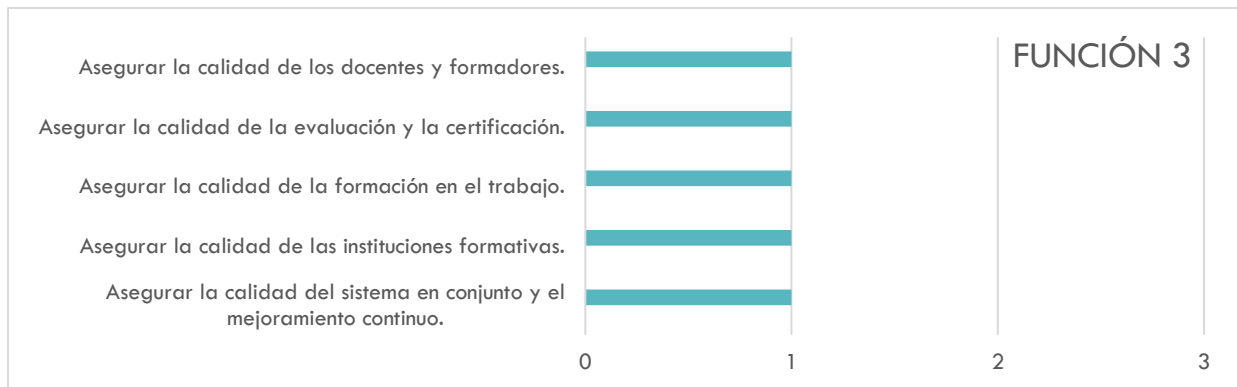 FUNCIÓN 3
Asegurar la calidad de los docentes y formadores.
Asegurar la calidad de la evaluación y la certificación.
Asegurar la calidad de la formación en el trabajo.
Asegurar la calidad de las instituciones formativas.
Asegurar la calidad del sistema en conjunto y el
mejoramiento continuo.
0 1 2 3